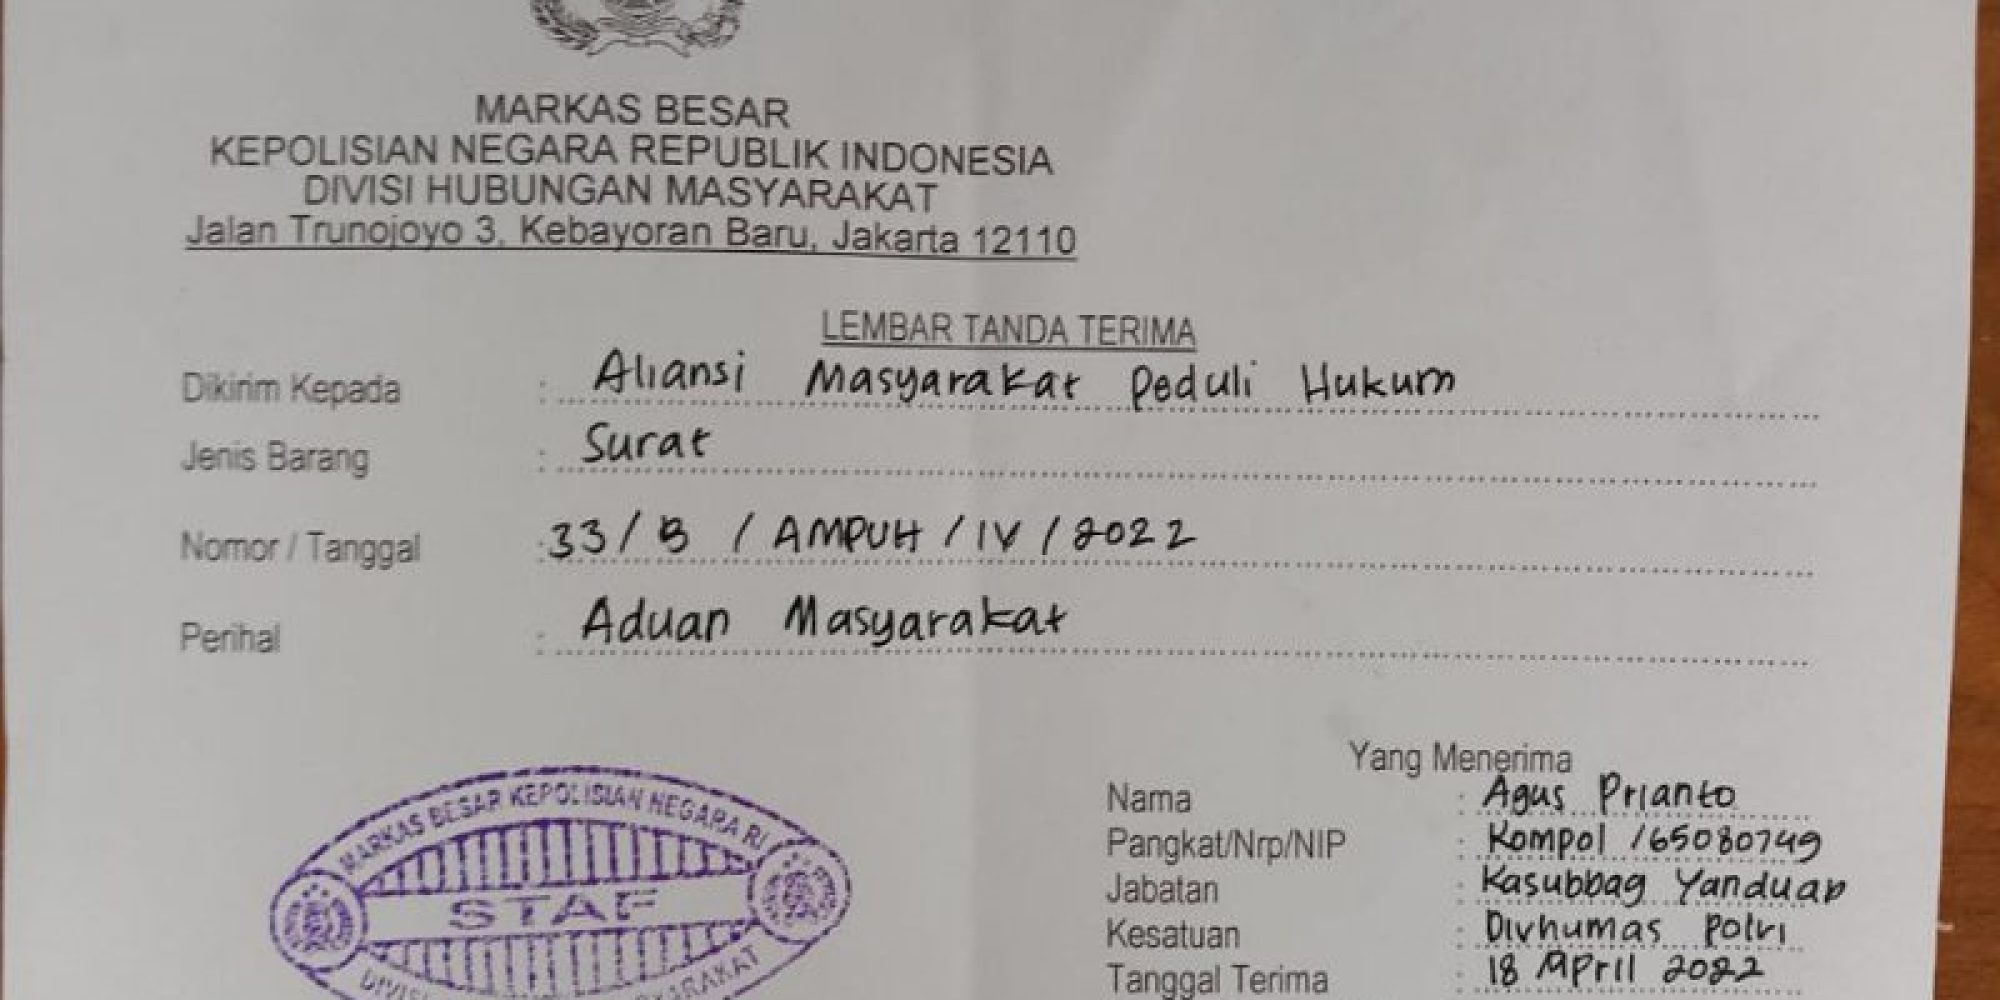 MARKAS BESAR
KEPOLISIAN NEGARA REPUBLIK INDONESIA
DIVISI HUBUNGAN MASYARAKAT
Jalan Trunojoyo 3, Kebayoran Baru, Jakarta 12110
LEMBAR TANDA TERIMA
Dikirim Kepada : Aliansi Masyarakat Peduli Hukum
Jenis Barang : Surat
Nomor / Tanggal : 33 / B / AMPUH / IV / 2022
Perihal : Aduan Masyarakat
Yang Menerima
Nama : Agus Prianto
Pangkat/Nrp/NIP : Kompol / 65080749
Jabatan : Kasubbag Yanduan
Kesatuan : Divhumas Polri
Tanggal Terima : 18 April 2022
MARKAS BESAR KEPOLISIAN NEGARA RI
STAF